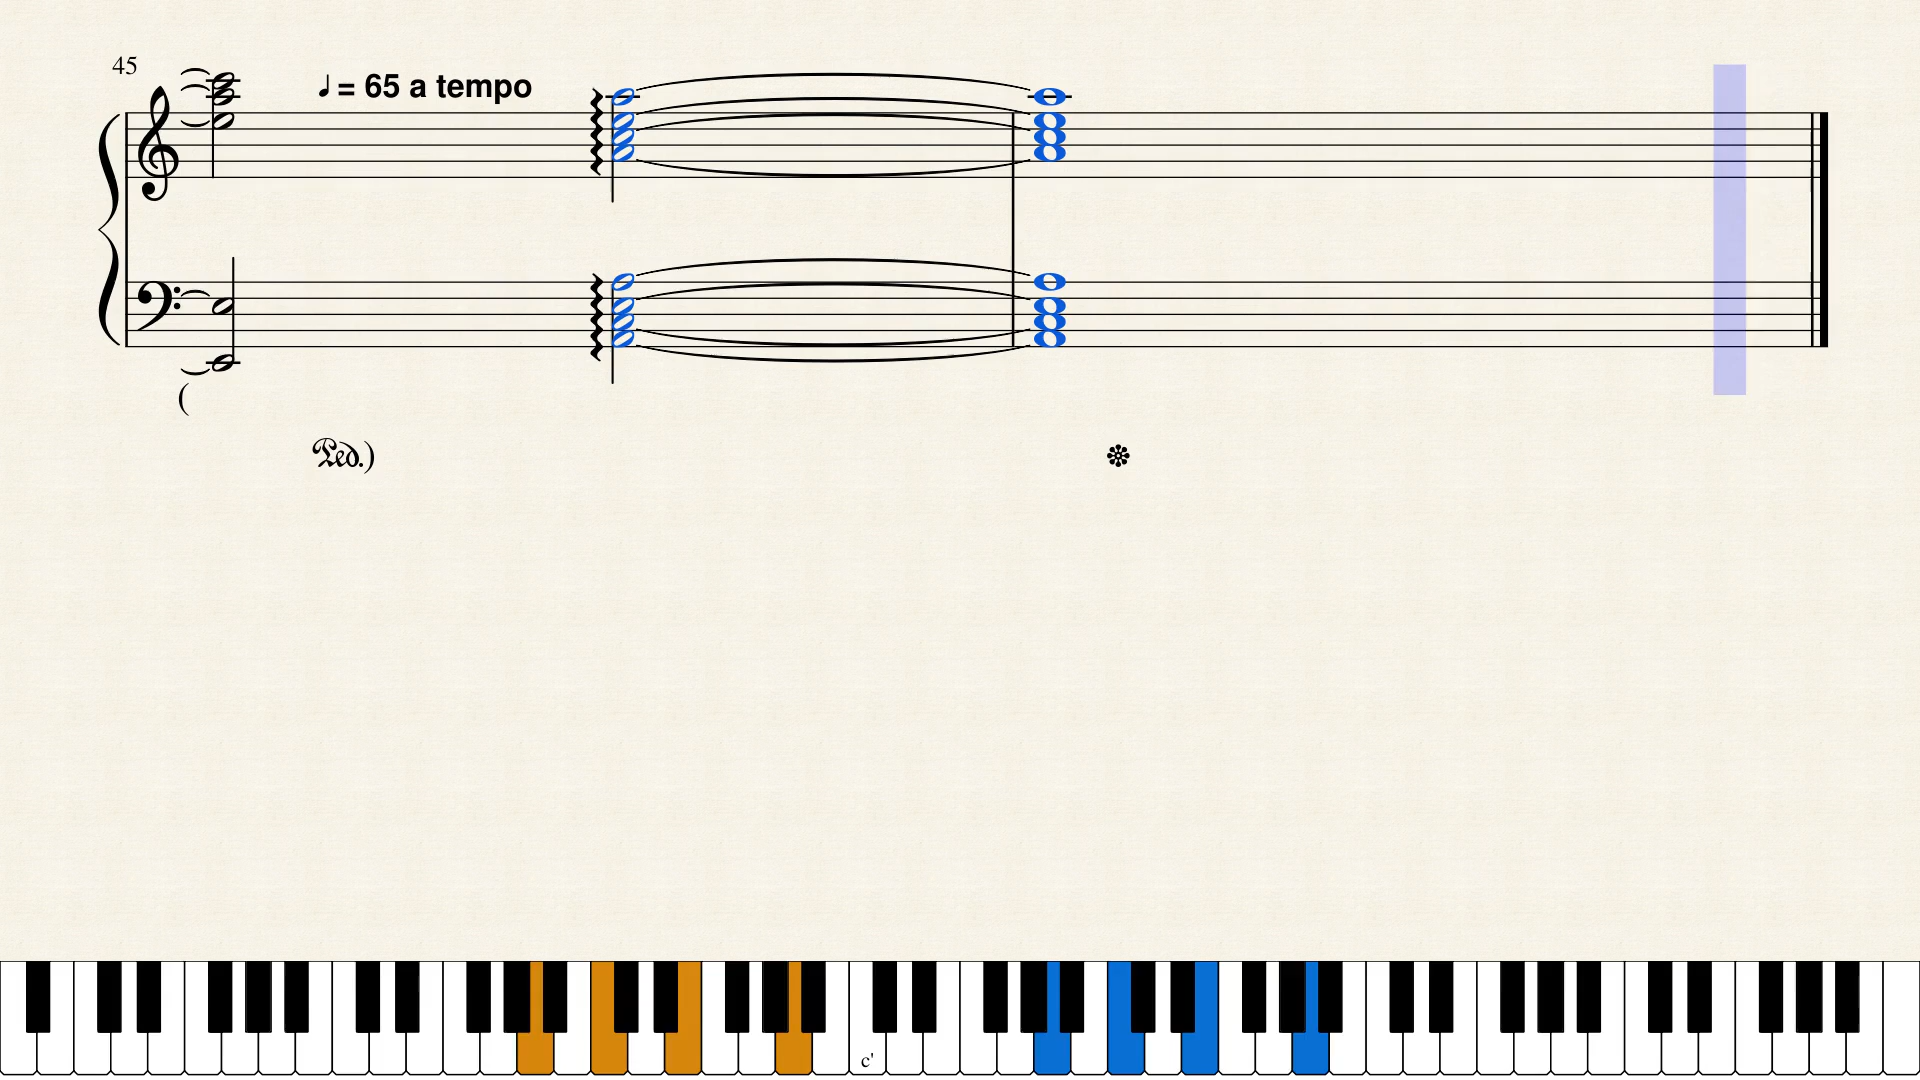 45
♩ = 65 a tempo
(
Ped.)
c'